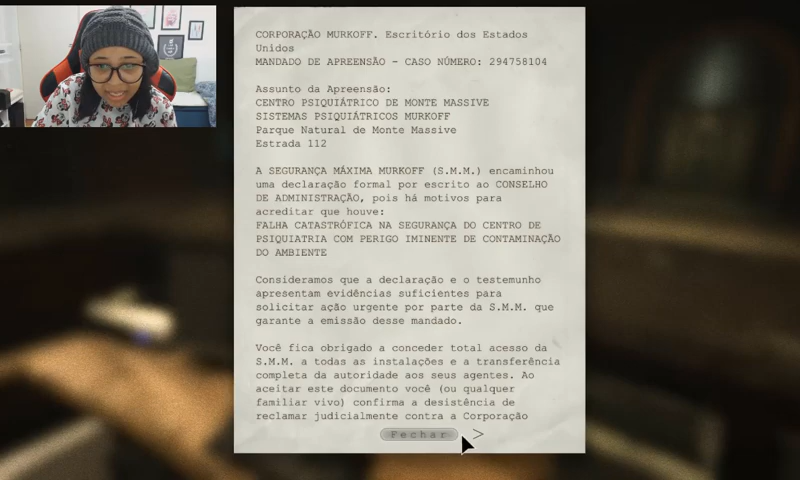 CORPORAÇÃO MURKOFF. Escritório dos Estados
Unidos
MANDADO DE APREENSÃO - CASO NÚMERO: 294758104
Assunto da Apreensão:
CENTRO PSIQUIÁTRICO DE MONTE MASSIVE
SISTEMAS PSIQUIÁTRICOS MURKOFF
Parque Natural de Monte Massive
Estrada 112
A SEGURANÇA MÁXIMA MURKOFF (S.M.M.) encaminhou
uma declaração formal por escrito ao CONSELHO
DE ADMINISTRAÇÃO, pois há motivos para
acreditar que houve:
FALHA CATASTRÓFICA NA SEGURANÇA DO CENTRO DE
PSIQUIATRIA COM PERIGO IMINENTE DE CONTAMINAÇÃO
DO AMBIENTE
Consideramos que a declaração e o testemunho
apresentam evidências suficientes para
solicitar ação urgente por parte da S.M.M. que
garante a emissão desse mandado.
Você fica obrigado a conceder total acesso da
S.M.M. a todas as instalações e a transferência
completa da autoridade aos seus agentes. Ao
aceitar este documento você (ou qualquer
familiar vivo) confirma a desistência de
reclamar judicialmente contra a Corporação
Fechar >